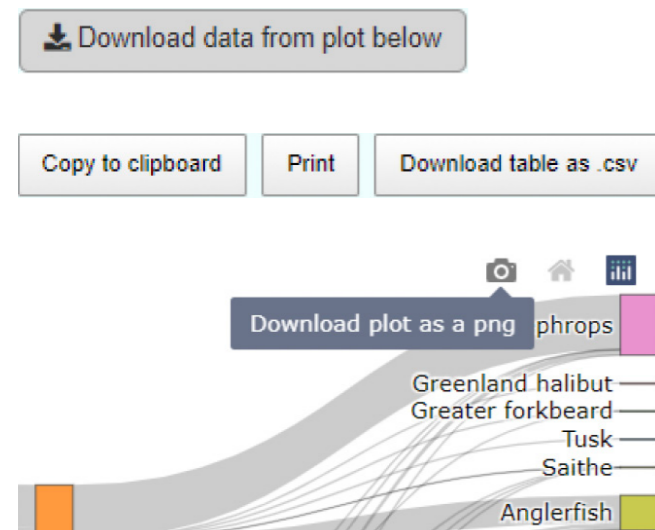 Download data from plot below
Copy to clipboard Print Download table as .csv
Download plot as a png phrops
Greenland halibut
Greater forkbeard
Tusk
Saithe
Anglerfish